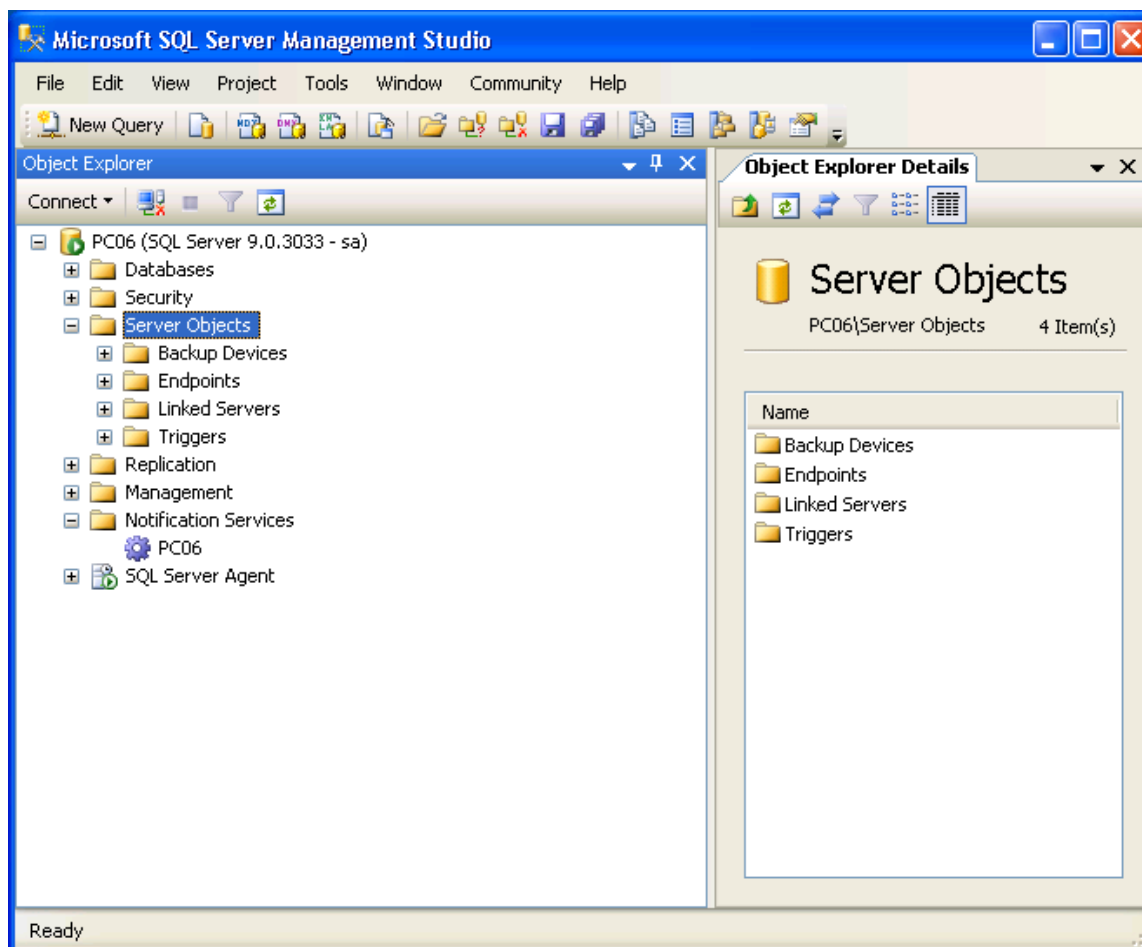 Microsoft SQL Server Management Studio
File Edit View Project Tools Window Community Help
New Query
Object Explorer
Connect
PC06 (SQL Server 9.0.3033 - sa)
Databases
Security
Server Objects
Backup Devices
Endpoints
Linked Servers
Triggers
Replication
Management
Notification Services
PC06
SQL Server Agent
Object Explorer Details
Server Objects
PC06\Server Objects 4 Item(s)
Name
Backup Devices
Endpoints
Linked Servers
Triggers
Ready